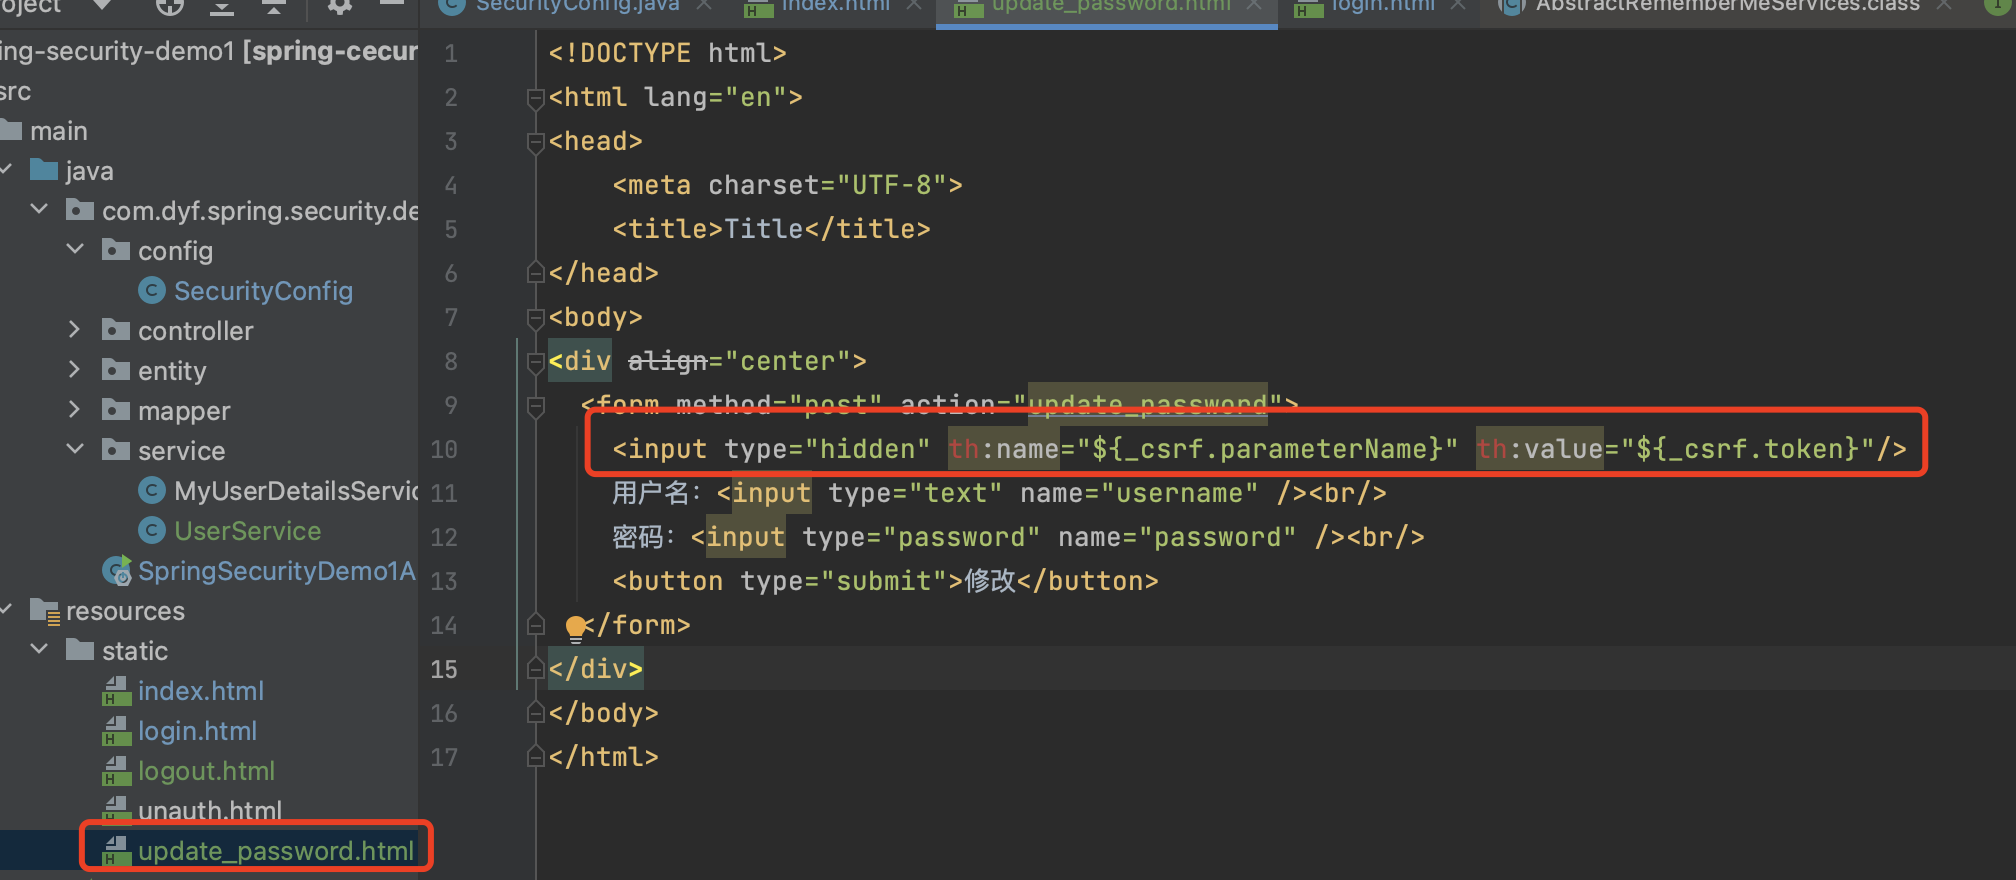 oject
SecurityConfig.java
index.html
update_password.html
login.html
AbstractRememberMeServices.class
ing-security-demo1 [spring-cecur
src
main
java
com.dyf.spring.security.de
config
SecurityConfig
controller
entity
mapper
service
MyUserDetailsServic
UserService
SpringSecurityDemo1A
resources
static
index.html
login.html
logout.html
unauth.html
update_password.html
1 <!DOCTYPE html>
2 <html lang="en">
3 <head>
4 <meta charset="UTF-8">
5 <title>Title</title>
6 </head>
7 <body>
8 <div align="center">
9 <form method="post" action="update_password">
10 <input type="hidden" th:name="${_csrf.parameterName}" th:value="${_csrf.token}"/>
11 用户名: <input type="text" name="username" /><br/>
12 密码: <input type="password" name="password" /><br/>
13 <button type="submit">修改</button>
14 </form>
15 </div>
16 </body>
17 </html>